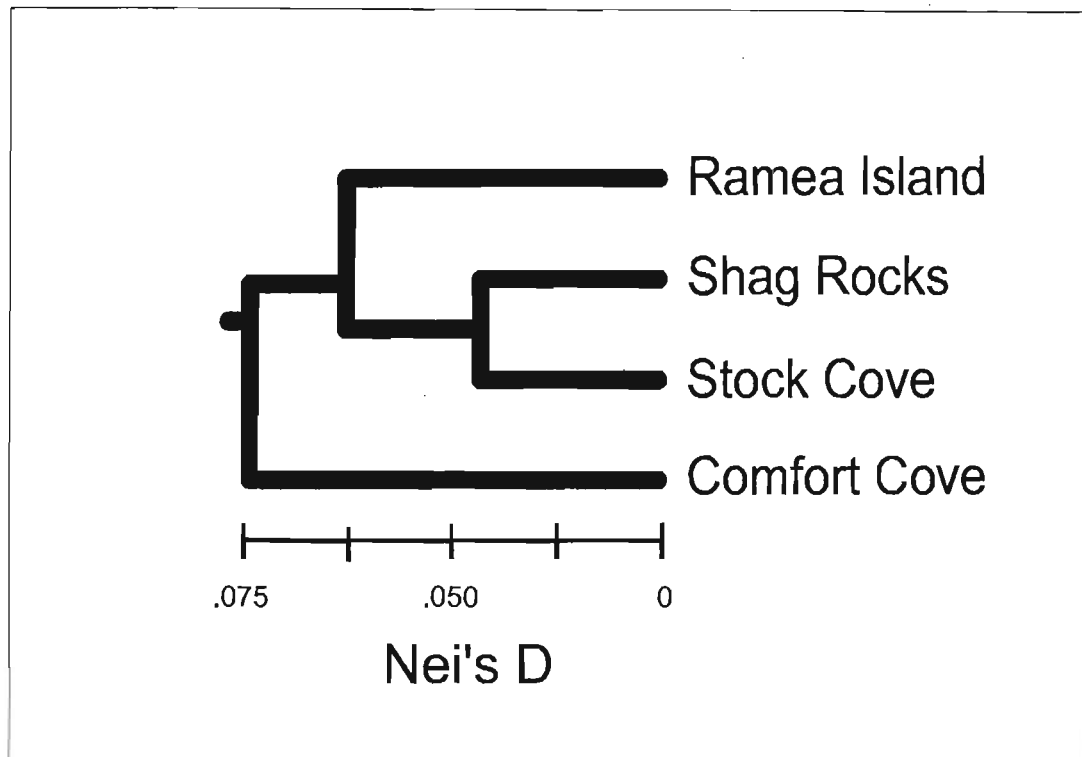 Ramea Island
Shag Rocks
Stock Cove
Comfort Cove
.075 .050 0
Nei's D